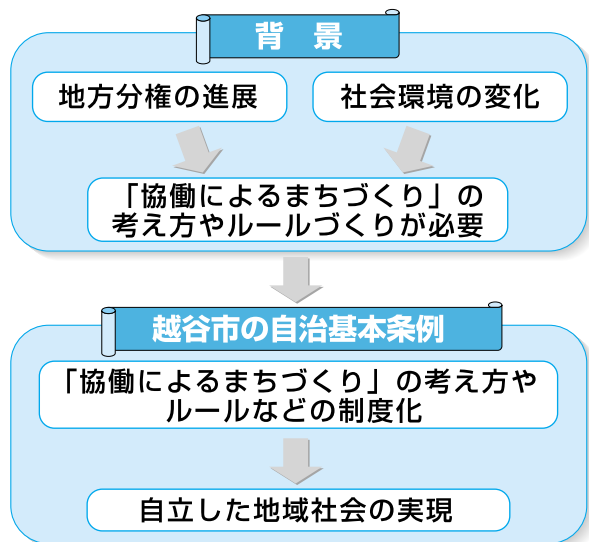 背　景
地方分権の進展
社会環境の変化
「協働によるまちづくり」の
考え方やルールづくりが必要
越谷市の自治基本条例
「協働によるまちづくり」の考え方や
ルールなどの制度化
自立した地域社会の実現